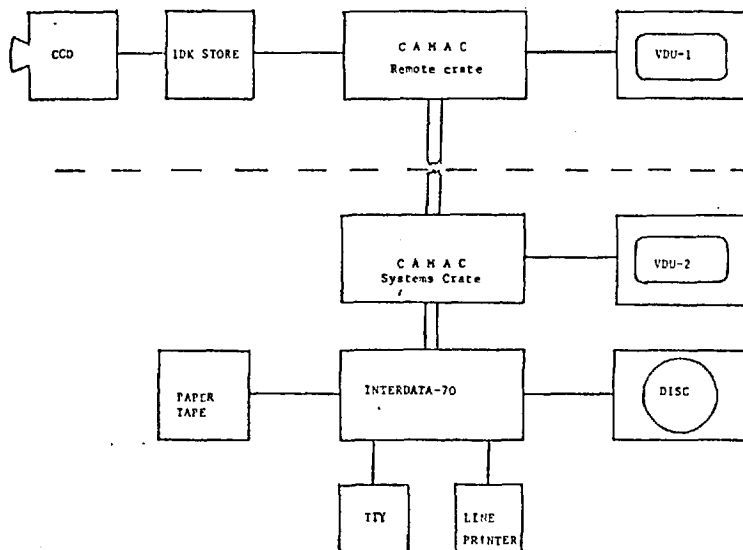 CCD
1DK STORE
C A M A C
Remote crate
VDU-1
C A M A C
Systems Crate
VDU-2
PAPER
TAPE
INTERDATA-70
DISC
TTY
LINE
PRINTER